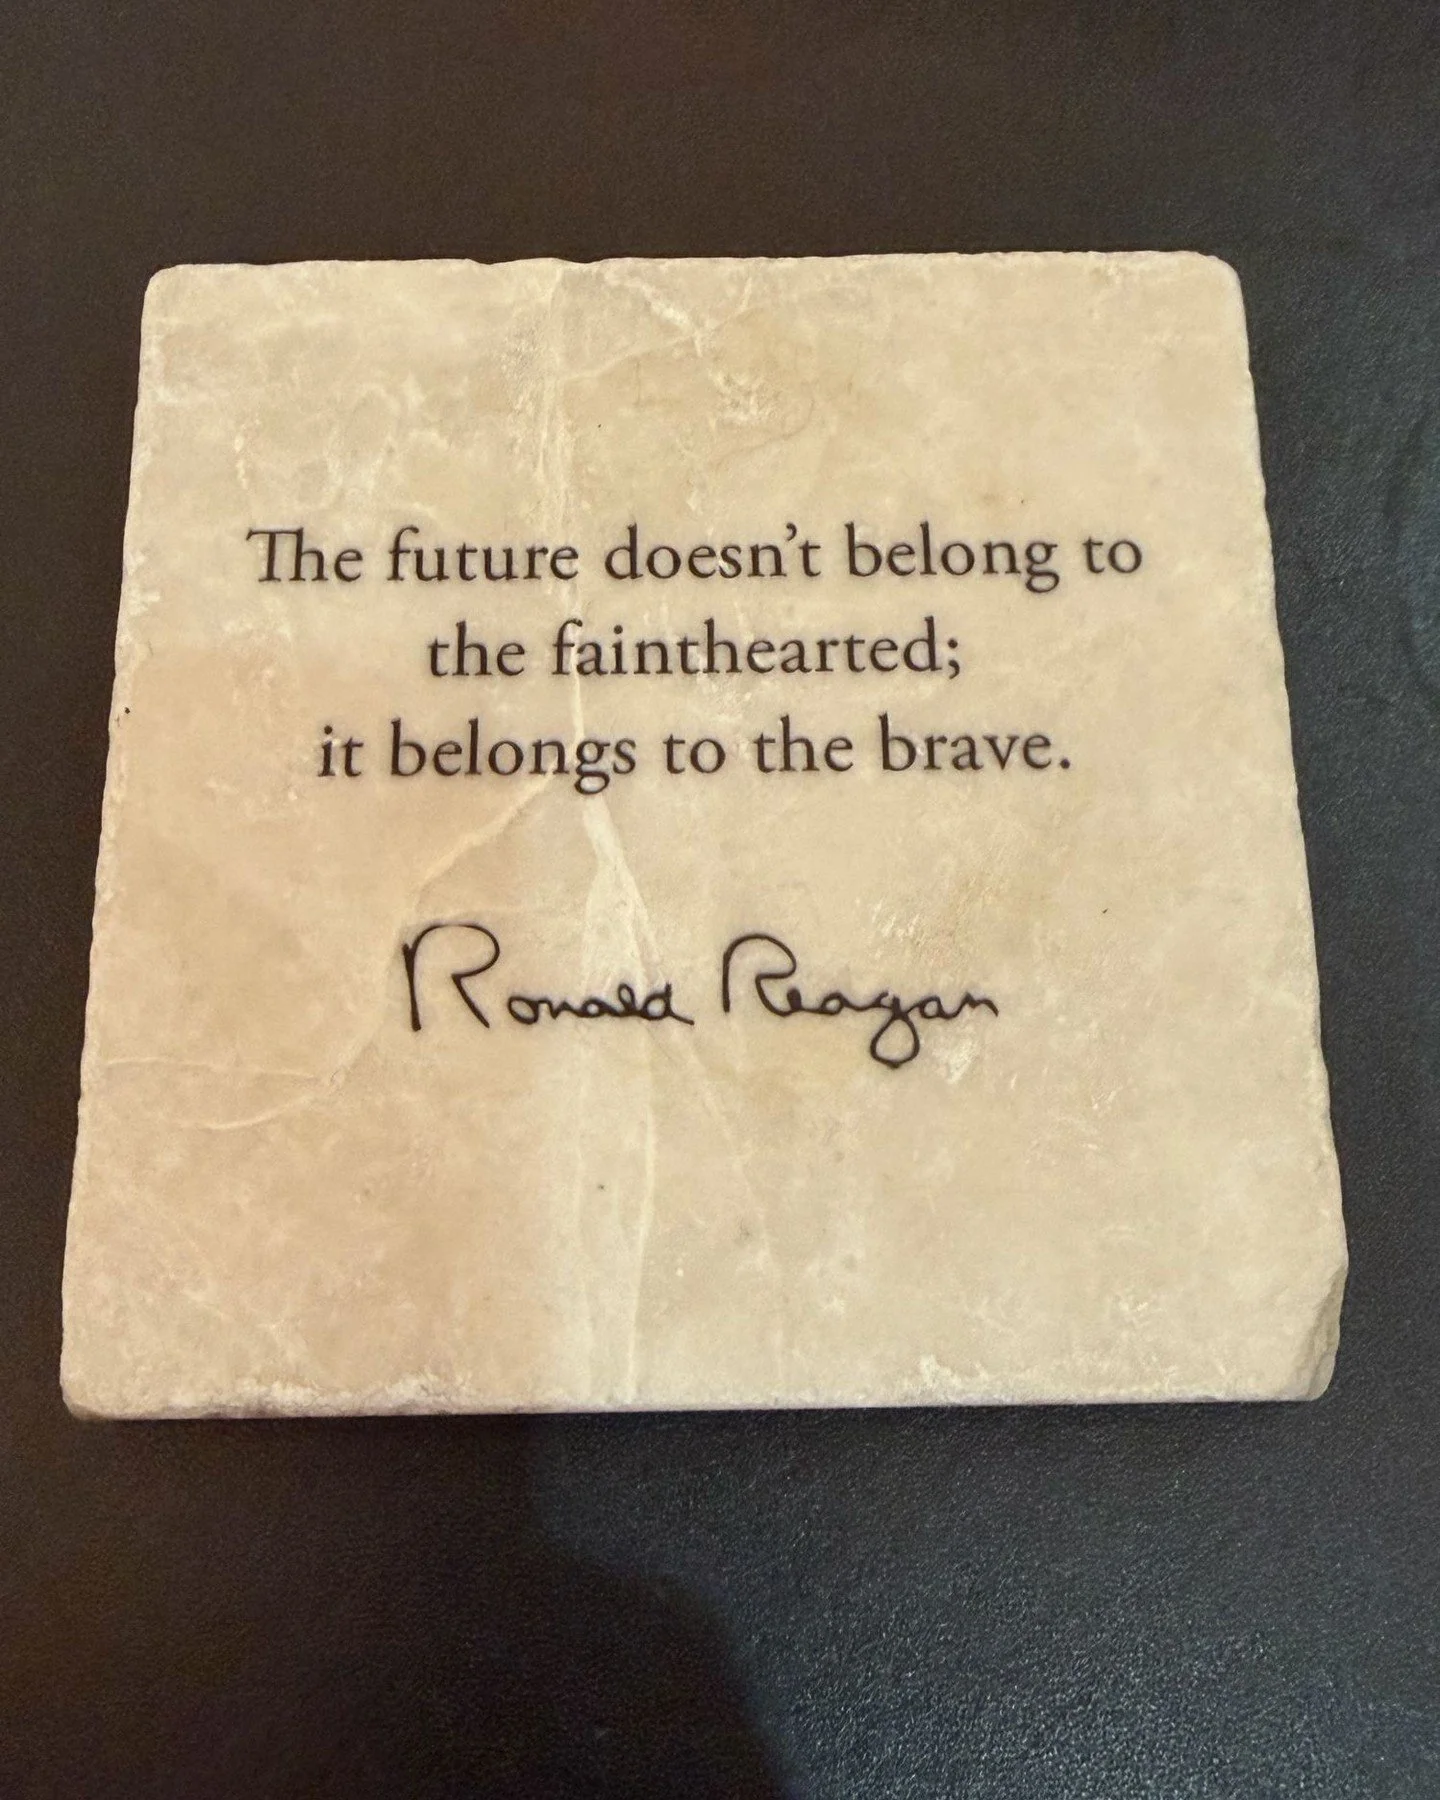 The future doesn’t belong to
the fainthearted;
it belongs to the brave.
Ronald Reagan